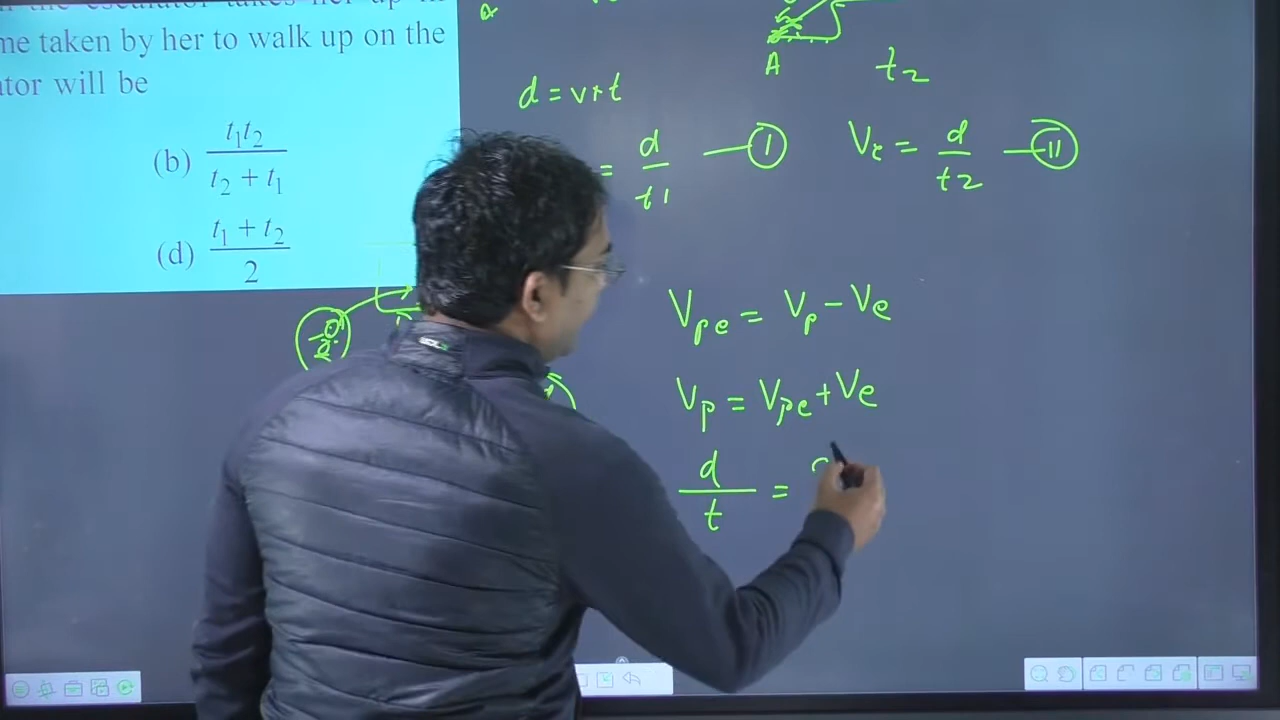 me taken by her to walk up on the
tor will be
(b) t₁t₂ / t₂ + t₁
(d) t₁ + t₂ / 2
A
t2
d = v×t
= d / t1 — I
Ve = d / t2 — II
Vpe = Vp - Ve
Vp = Vpe + Ve
d / t =